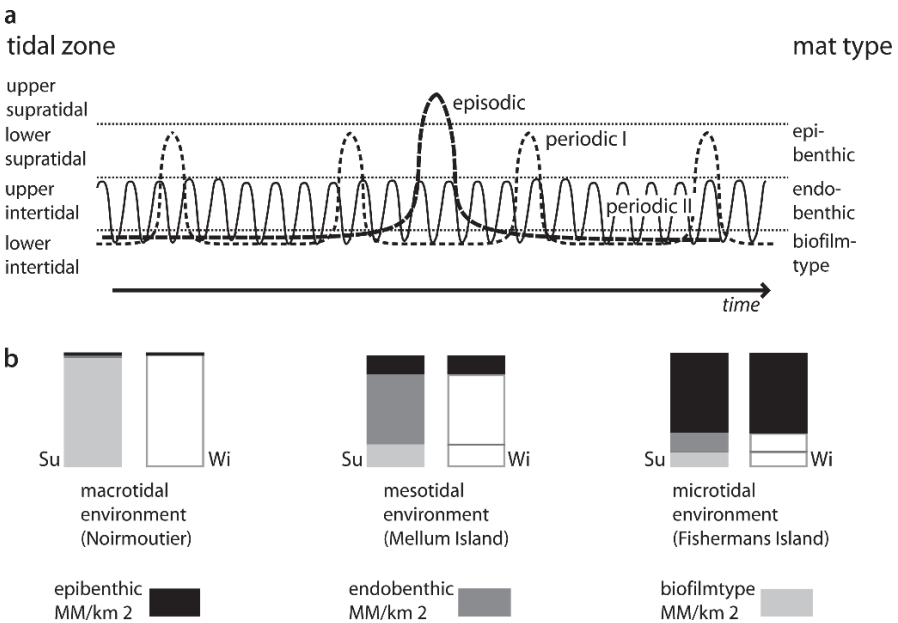 a
tidal zone
mat type
upper
supratidal
episodic
lower
supratidal
periodic I
epi-
benthic
upper
intertidal
periodic II
endo-
benthic
lower
intertidal
biofilm-
type
time
b
Su
Wi
Su
Wi
Su
Wi
macrotidal
environment
(Noirmoutier)
mesotidal
environment
(Mellum Island)
microtidal
environment
(Fishermans Island)
epibenthic
MM/km 2
endobenthic
MM/km 2
biofilmtype
MM/km 2